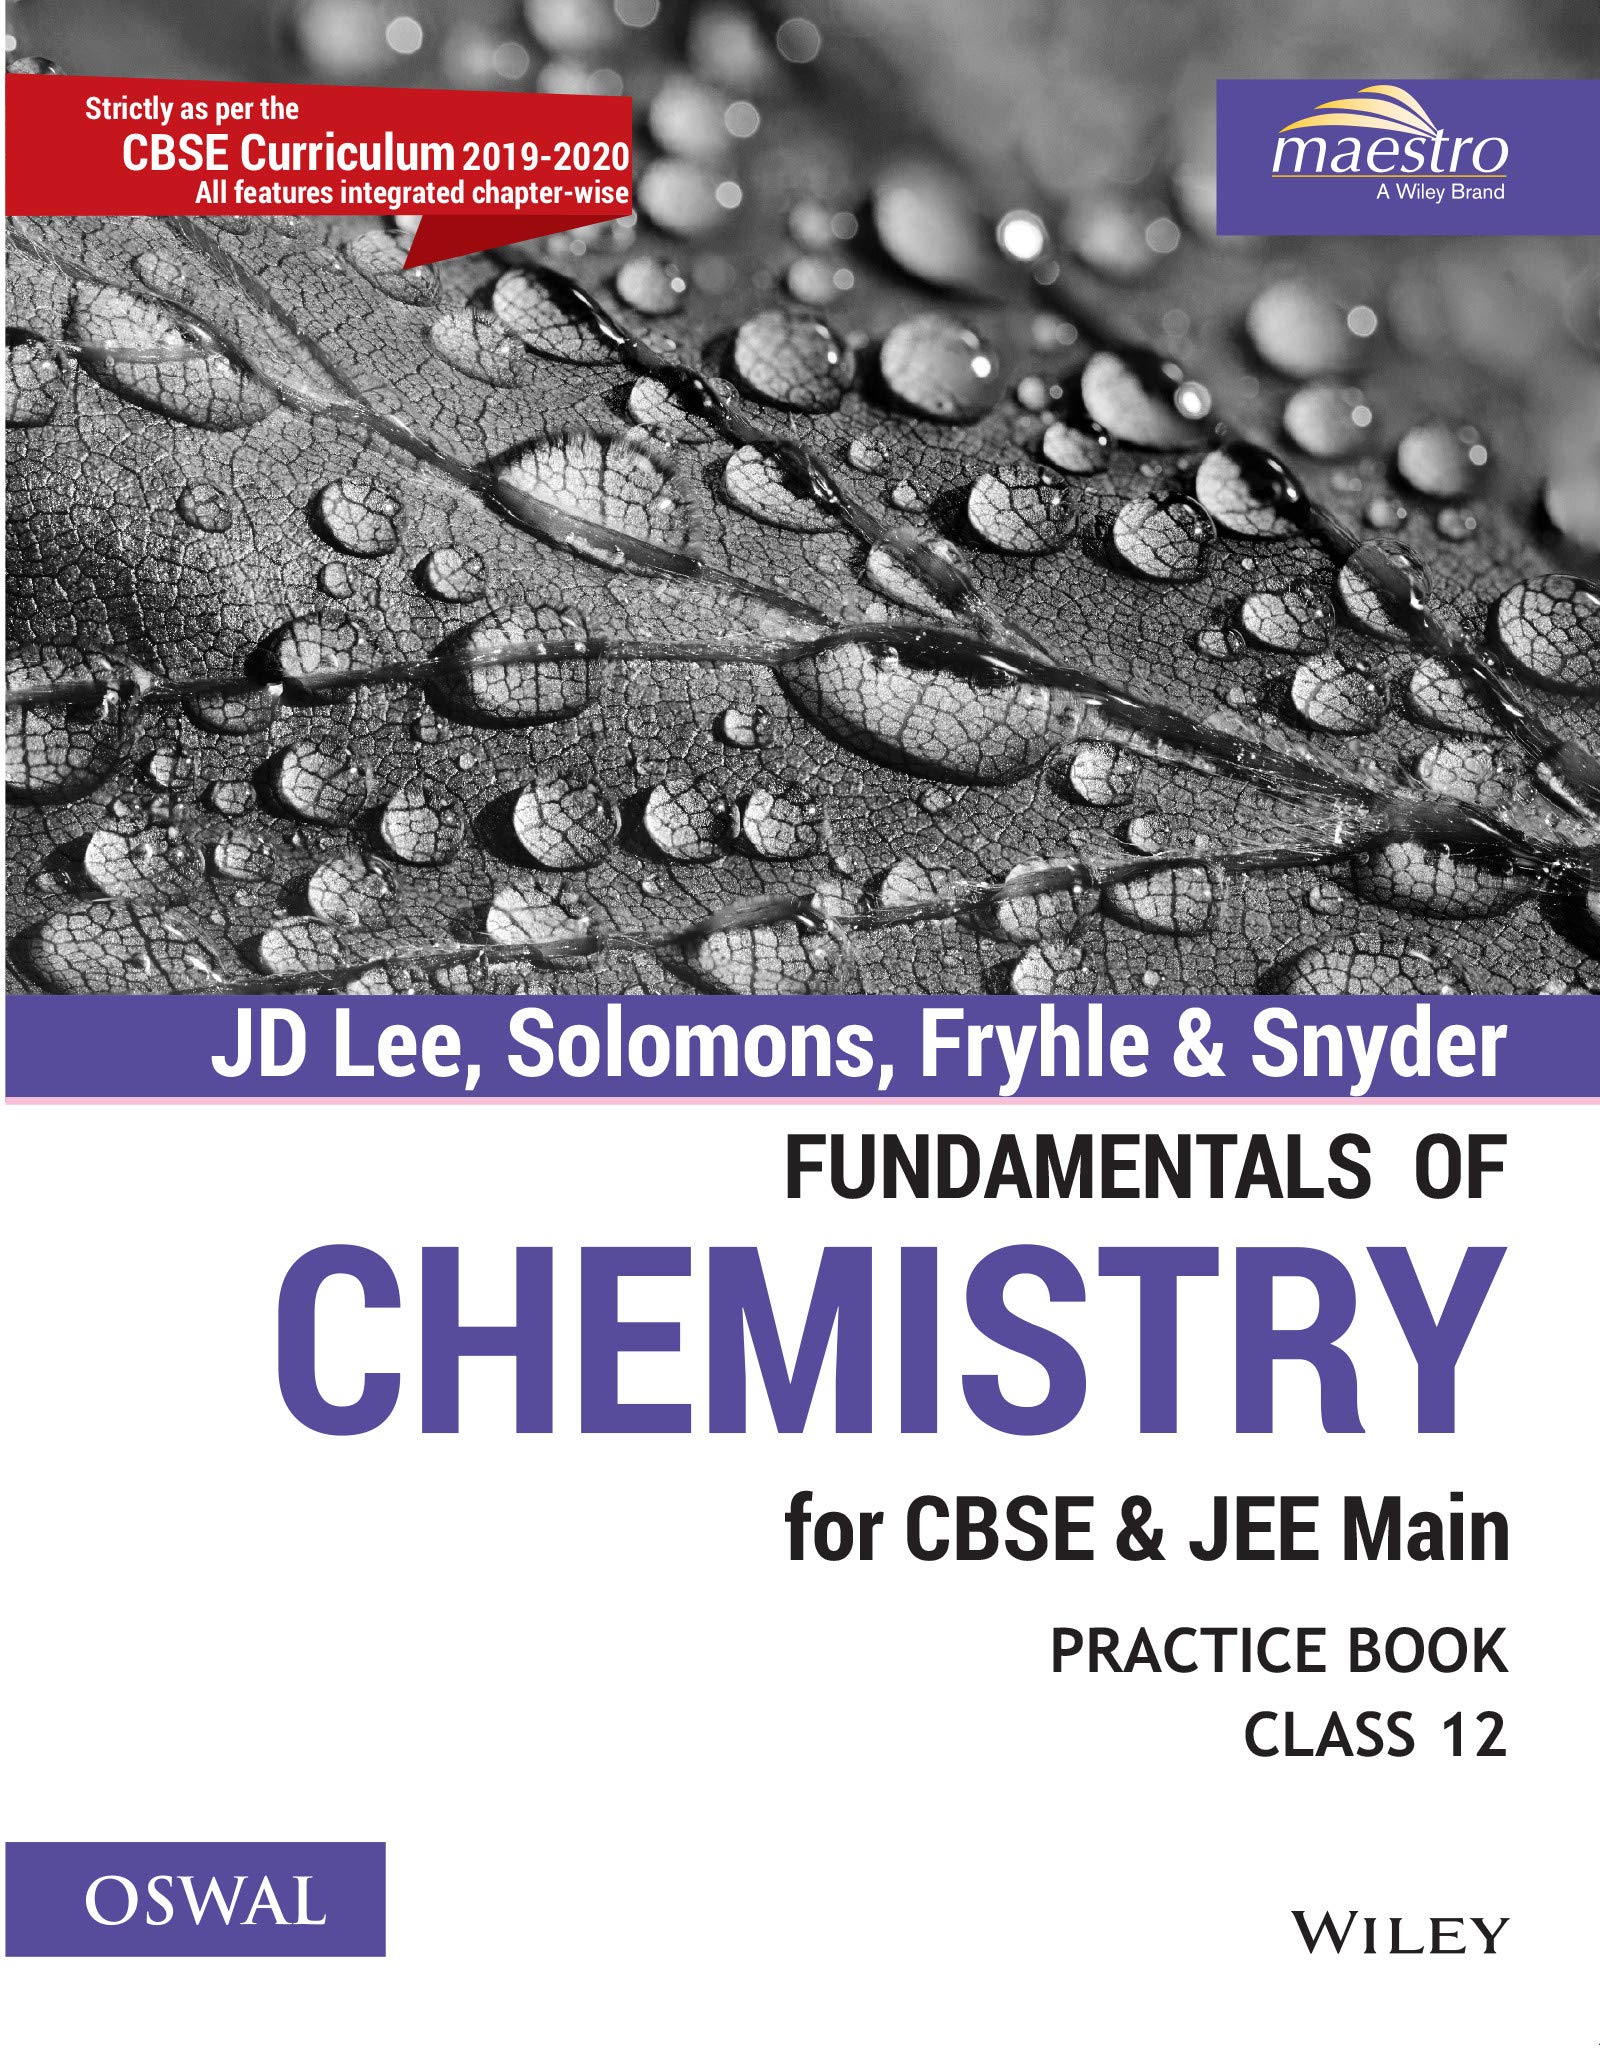 Strictly as per the
CBSE Curriculum 2019-2020
All features integrated chapter-wise
maestro
A Wiley Brand
JD Lee, Solomons, Fryhle & Snyder
FUNDAMENTALS OF
CHEMISTRY
for CBSE & JEE Main
PRACTICE BOOK
CLASS 12
OSWAL
WILEY